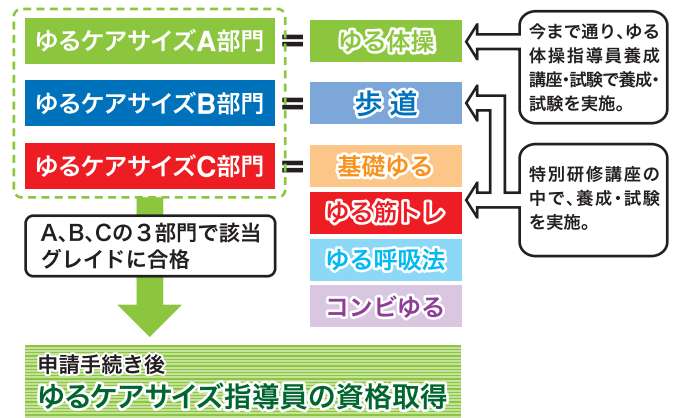 ゆるケアサイズA部門 = ゆる体操
今まで通り、ゆる
体操指導員養成
講座・試験で養成・
試験を実施。
ゆるケアサイズB部門 = 歩道
ゆるケアサイズC部門 = 基礎ゆる
ゆる筋トレ
ゆる呼吸法
コンビゆる
特別研修講座の
中で、養成・試験
を実施。
A、B、Cの3部門で該当
グレイドに合格
申請手続き後
ゆるケアサイズ指導員の資格取得